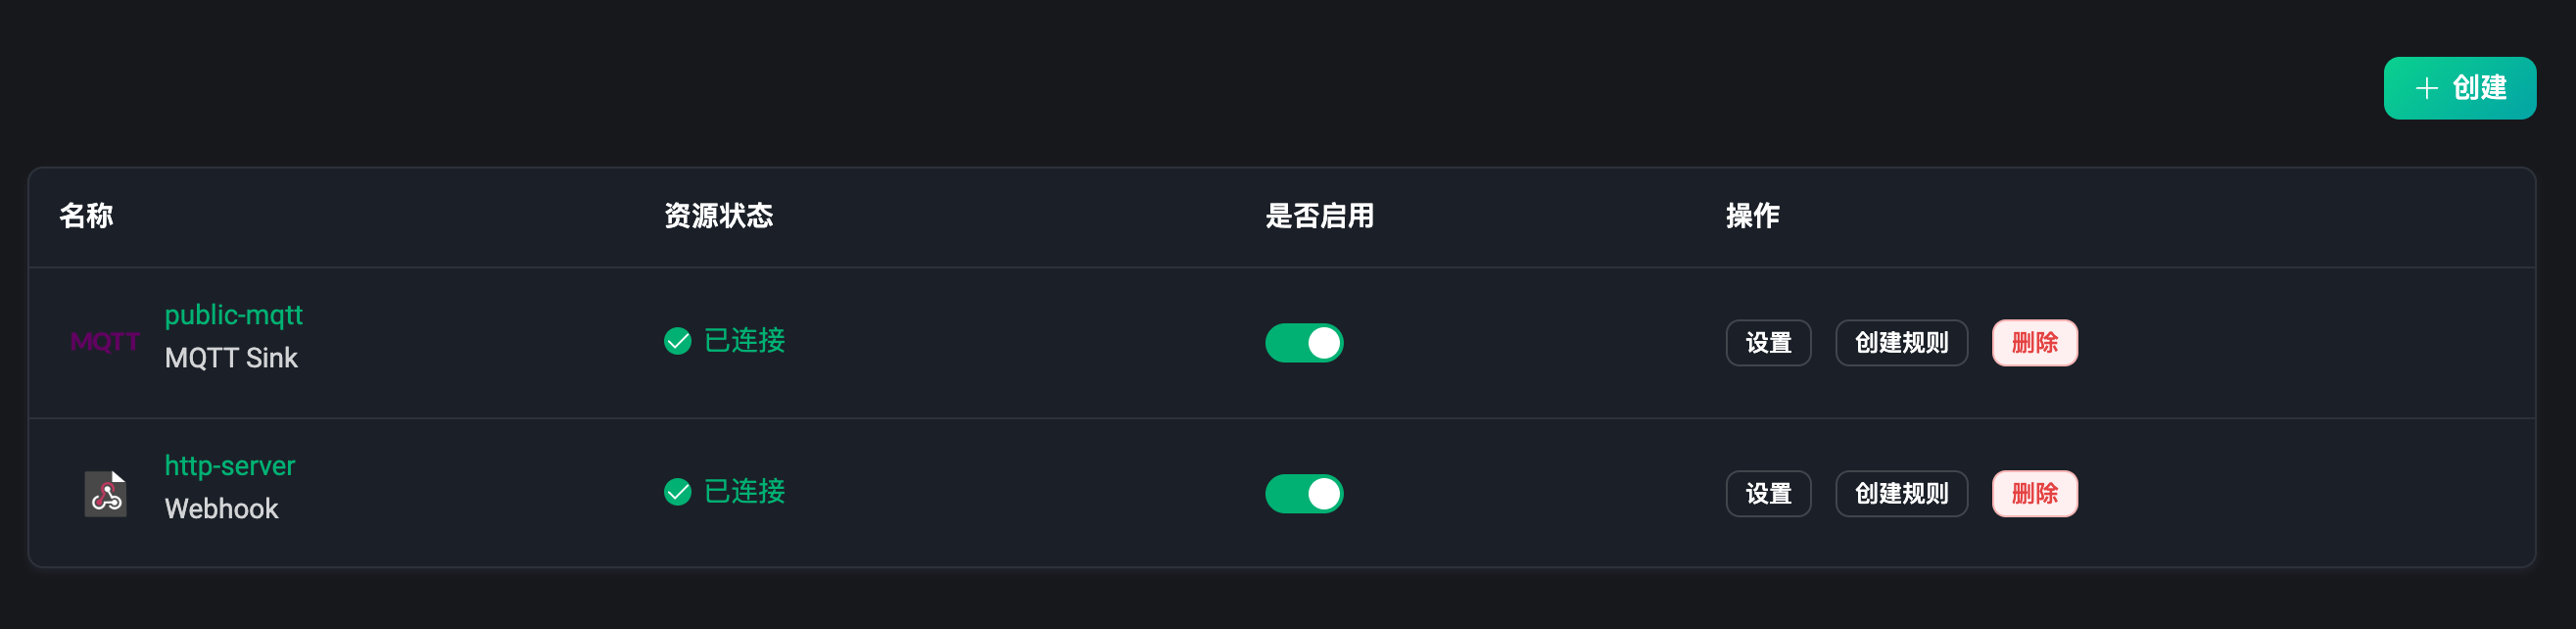 创建
名称 资源状态 是否启用 操作
MQTT public-mqtt
MQTT Sink
已连接 设置 创建规则 删除
http-server
Webhook
已连接 设置 创建规则 删除